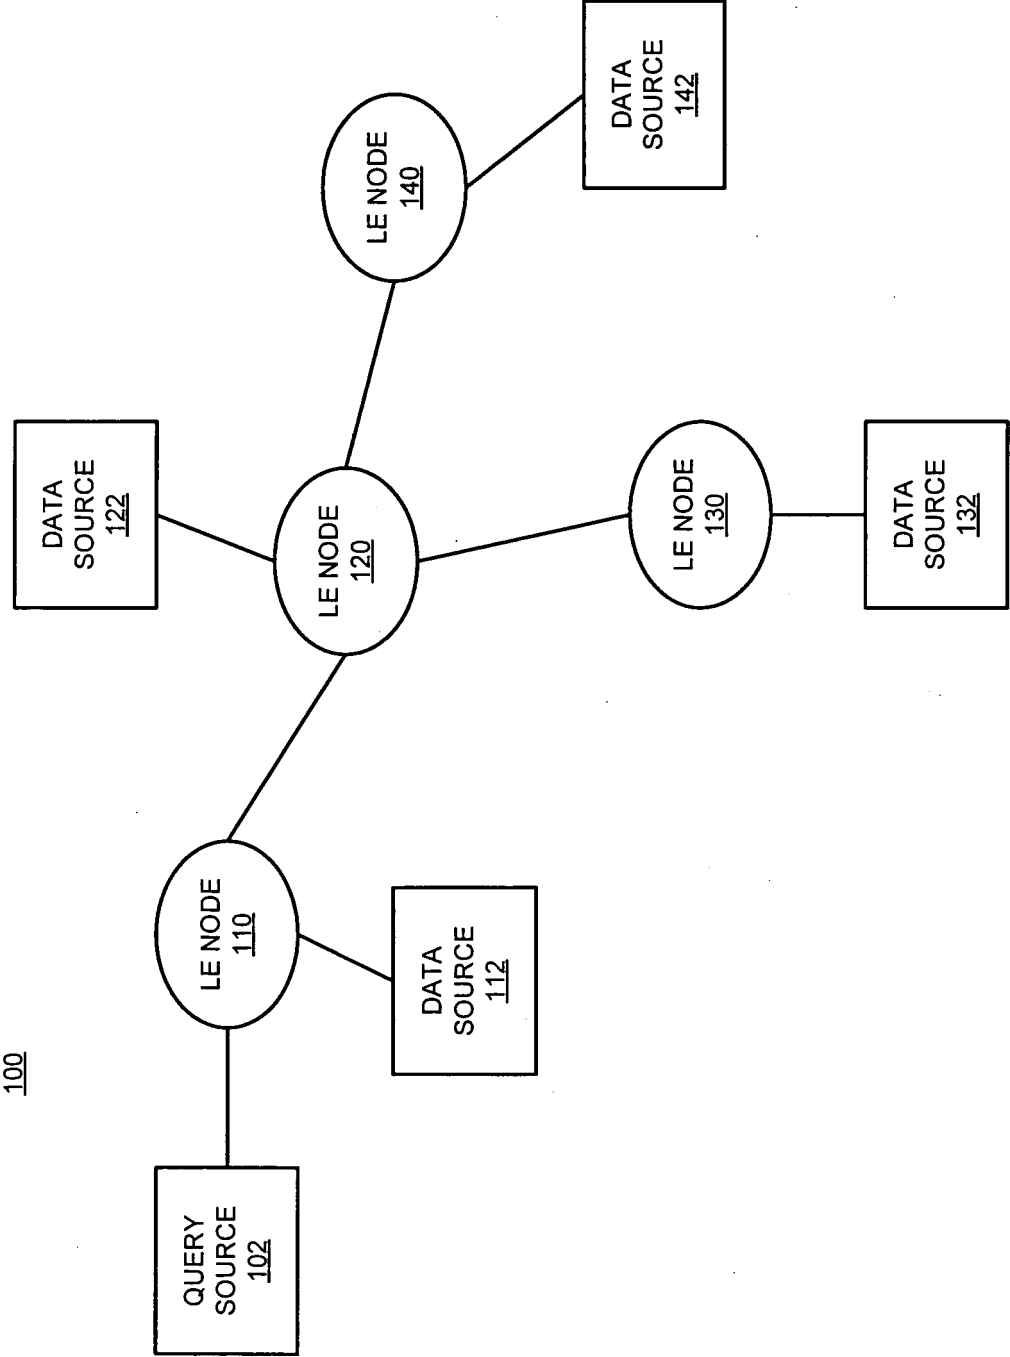 100
QUERY
SOURCE
102
LE NODE
110
DATA
SOURCE
112
DATA
SOURCE
122
LE NODE
120
LE NODE
130
DATA
SOURCE
132
LE NODE
140
DATA
SOURCE
142